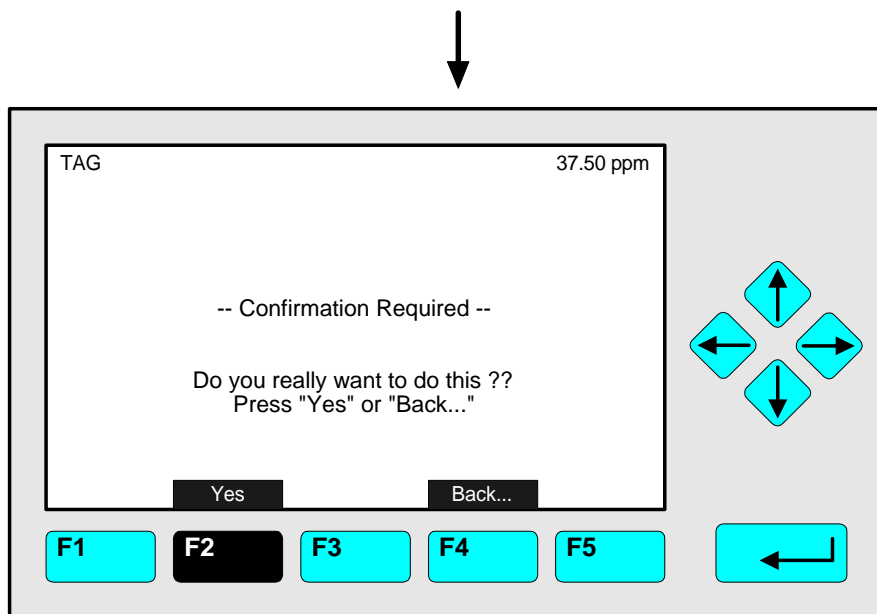 TAG 37.50 ppm
-- Confirmation Required --
Do you really want to do this ??
Press "Yes" or "Back..."
Yes Back...
F1 F2 F3 F4 F5